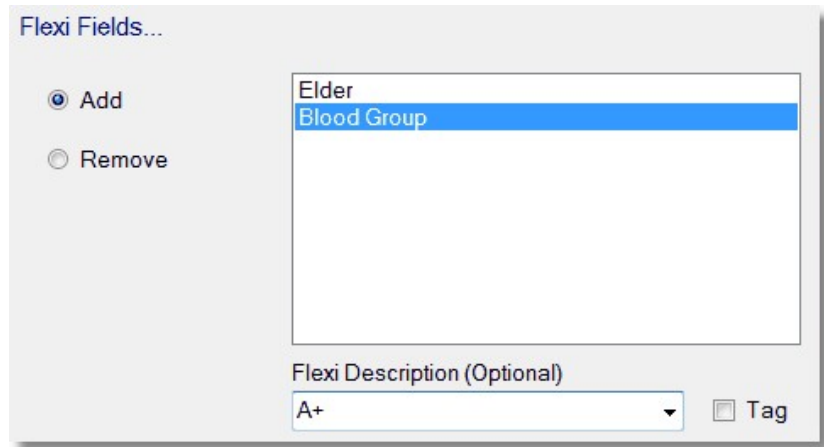 Flexi Fields...
Add
Remove
Elder
Blood Group
Flexi Description (Optional)
A+
Tag